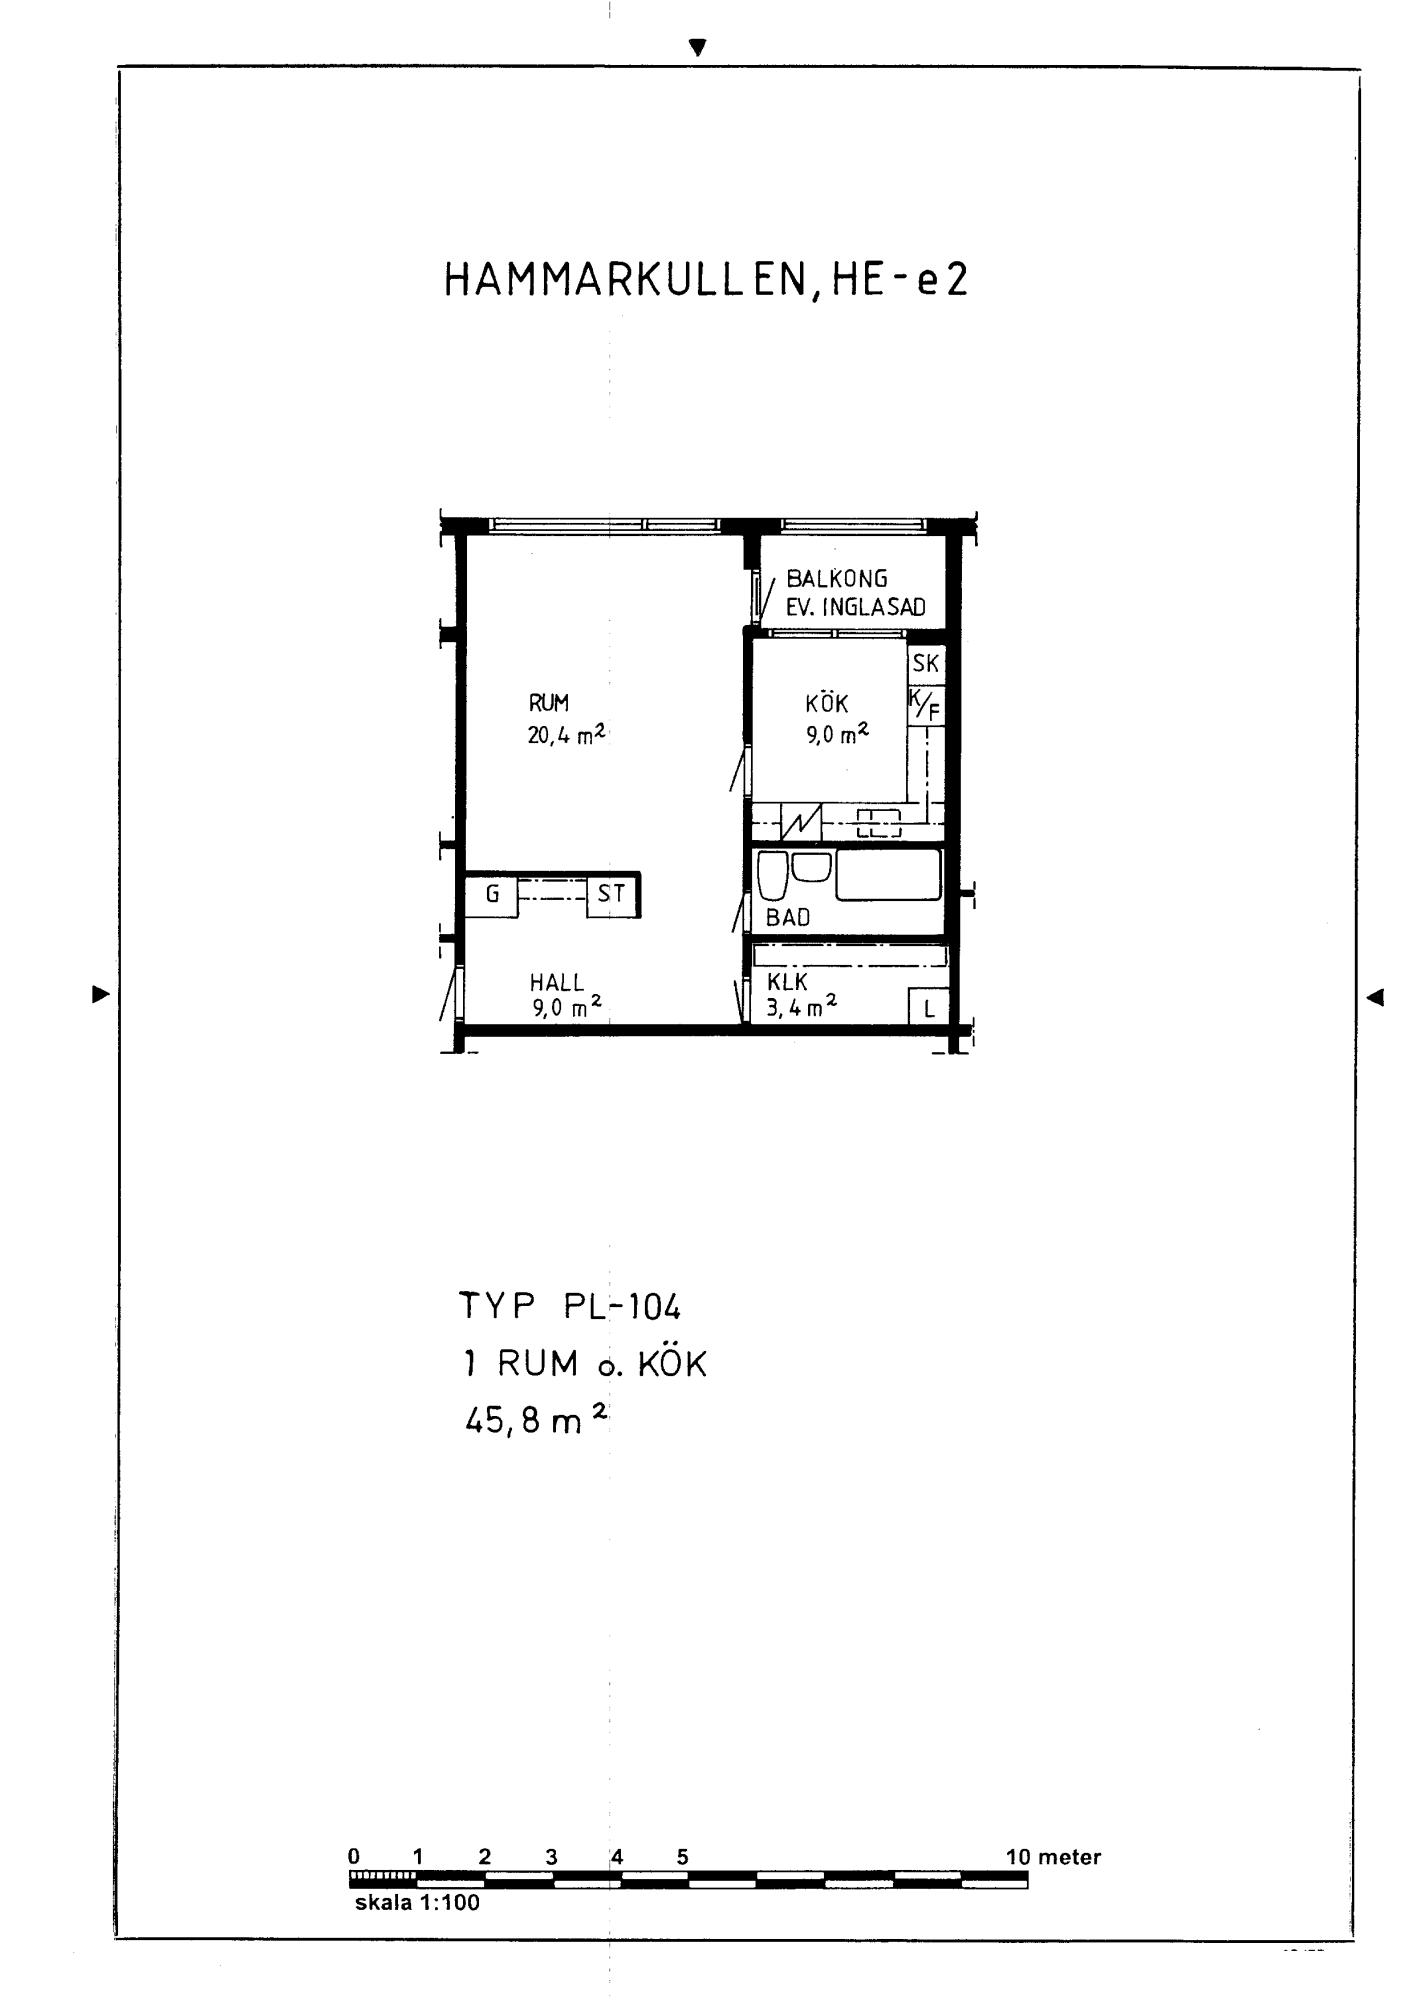 HAMMARKULLEN, HE-e2
BALKONG
EV. INGLASAD
SK
K/F
RUM
20,4 m²
KÖK
9,0 m²
G
ST
BAD
HALL
9,0 m²
KLK
3,4 m²
L
TYP PL-104
1 RUM o. KÖK
45,8 m²
0 1 2 3 4 5 10 meter
skala 1:100